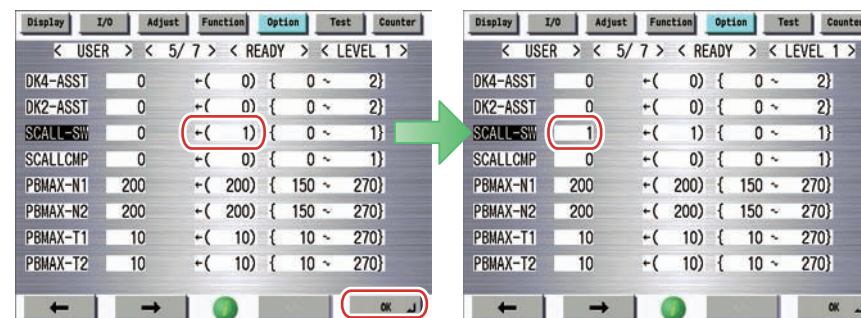 Display I/O Adjust Function Option Test Counter
< USER > < 5/ 7 > < READY > < LEVEL 1 >
DK4-ASST 0 ←( 0) { 0 ~ 2}
DK2-ASST 0 ←( 0) { 0 ~ 2}
SCALL-SW 0 ←( 1) { 0 ~ 1}
SCALLCMP 0 ←( 0) { 0 ~ 1}
PBMAX-N1 200 ←( 200) { 150 ~ 270}
PBMAX-N2 200 ←( 200) { 150 ~ 270}
PBMAX-T1 10 ←( 10) { 10 ~ 270}
PBMAX-T2 10 ←( 10) { 10 ~ 270}
← → OK
Display I/O Adjust Function Option Test Counte
< USER > < 5/ 7 > < READY > < LEVEL 1 >
DK4-ASST 0 ←( 0) { 0 ~ 2}
DK2-ASST 0 ←( 0) { 0 ~ 2}
SCALL-SW 1 ←( 1) { 0 ~ 1}
SCALLCMP 0 ←( 0) { 0 ~ 1}
PBMAX-N1 200 ←( 200) { 150 ~ 270}
PBMAX-N2 200 ←( 200) { 150 ~ 270}
PBMAX-T1 10 ←( 10) { 10 ~ 270}
PBMAX-T2 10 ←( 10) { 10 ~ 270}
← → OK